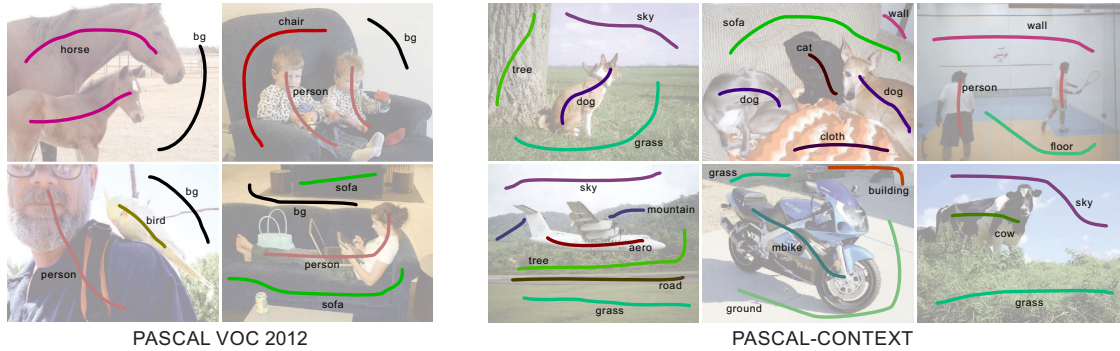 horse
bg
chair
bg
person
sky
tree
dog
grass
sofa
wall
cat
dog
dog
cloth
wall
person
floor
bird
bg
person
sofa
bg
person
sofa
sky
mountain
aero
tree
road
grass
grass
building
mbike
ground
sky
cow
grass
PASCAL VOC 2012
PASCAL-CONTEXT